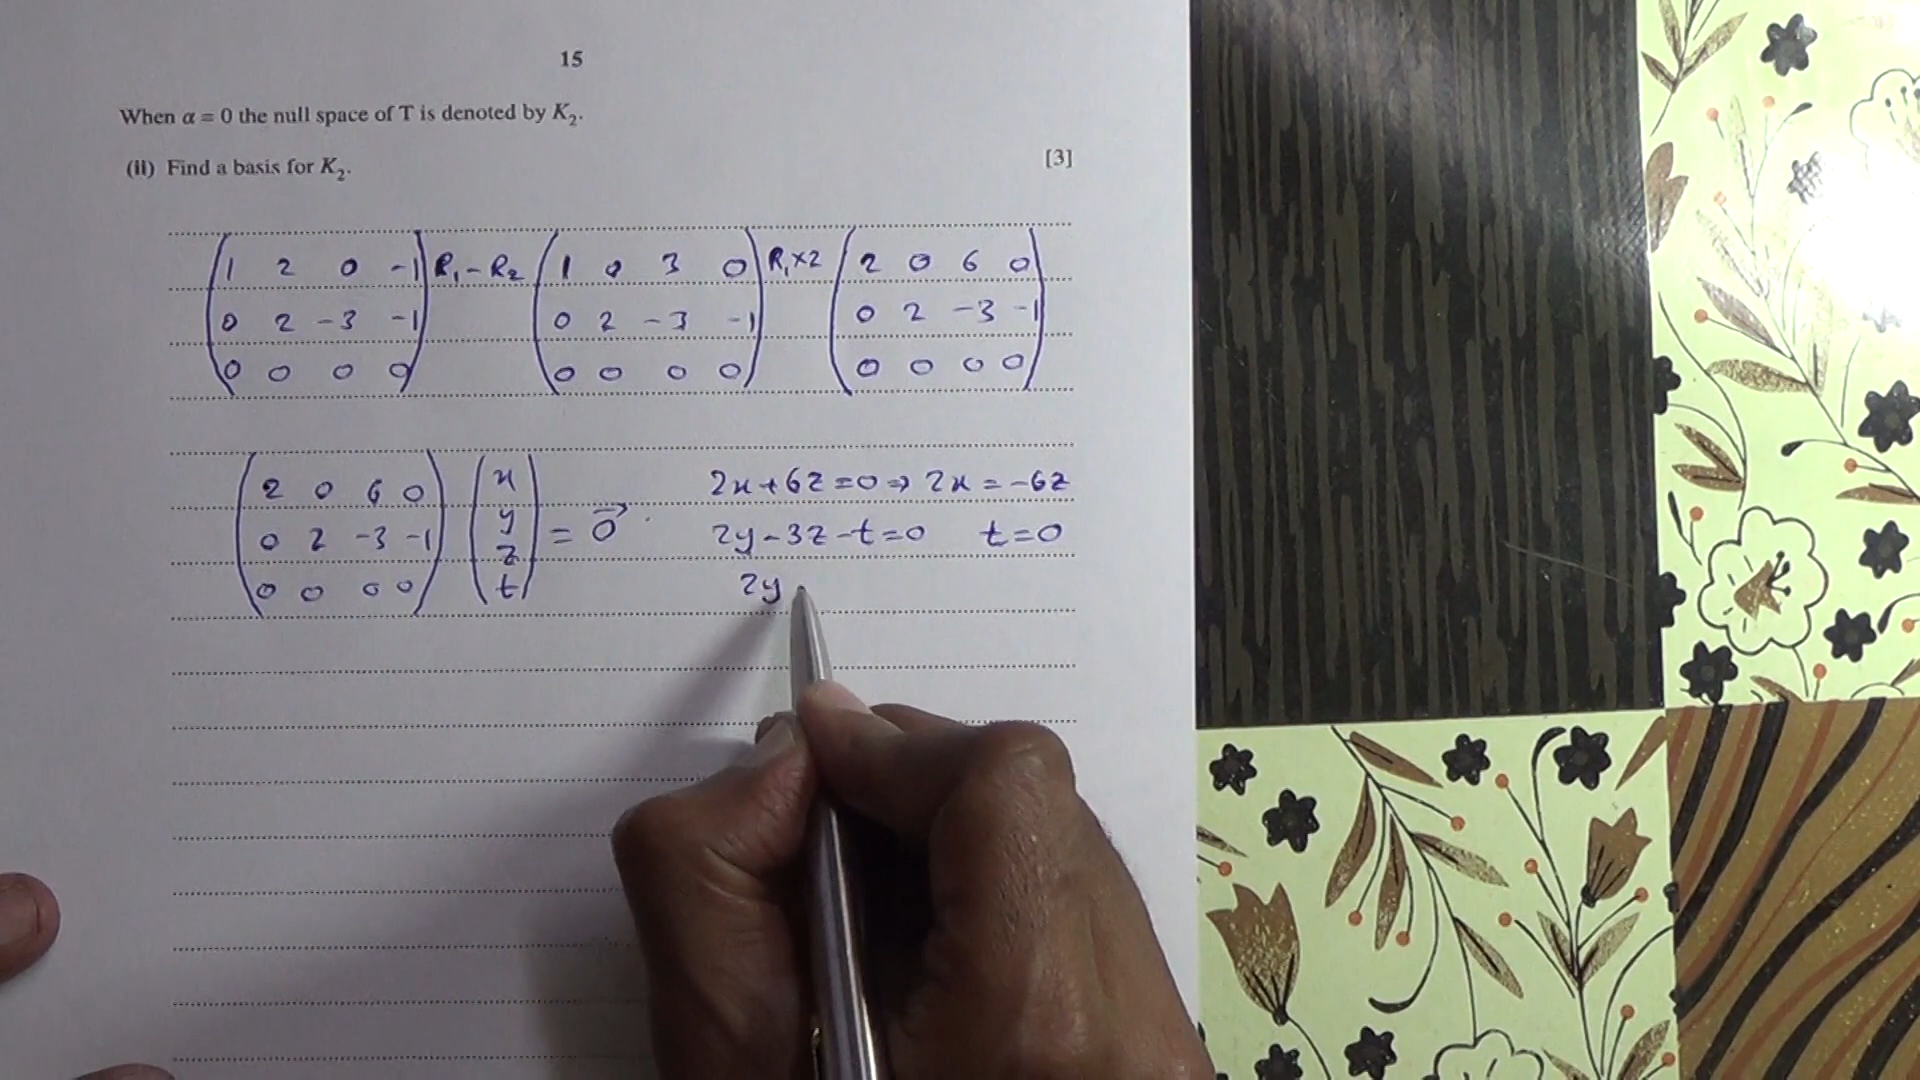 15
When α = 0 the null space of T is denoted by K₂.
(ii) Find a basis for K₂. [3]
1 2 0 -1 R₁ - R₂ 1 0 3 0 R₁×2 2 0 6 0
0 2 -3 -1 0 2 -3 -1 0 2 -3 -1
0 0 0 0 0 0 0 0 0 0 0 0
2 0 6 0 x 2x+6z=0 ⇒ 2x = -6z
0 2 -3 -1 y = 0⃗ 2y-3z-t=0 t=0
z
0 0 0 0 t 2y